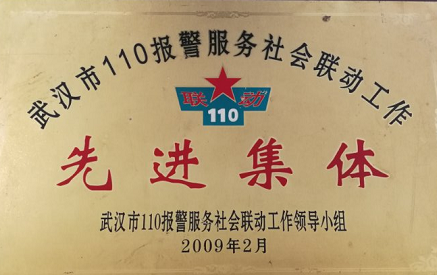 武汉市110报警服务社会联动工作
联动
110
先进集体
武汉市110报警服务社会联动工作领导小组
2009年2月